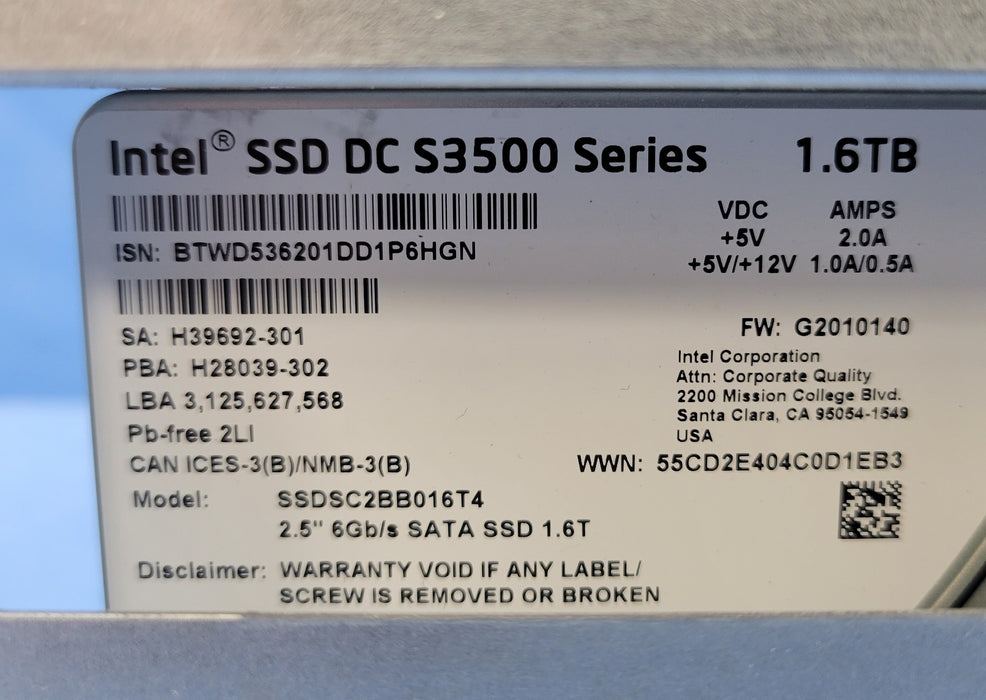 Intel® SSD DC S3500 Series 1.6TB
VDC AMPS
+5V 2.0A
+5V/+12V 1.0A/0.5A
ISN: BTWD536201DD1P6HGN
SA: H39692-301
PBA: H28039-302
LBA 3,125,627,568
Pb-free 2LI
CAN ICES-3(B)/NMB-3(B)
FW: G2010140
Intel Corporation
Attn: Corporate Quality
2200 Mission College Blvd.
Santa Clara, CA 95054-1549
USA
WWN: 55CD2E404C0D1EB3
Model: SSDSC2BB016T4
2.5" 6Gb/s SATA SSD 1.6T
Disclaimer: WARRANTY VOID IF ANY LABEL/
SCREW IS REMOVED OR BROKEN